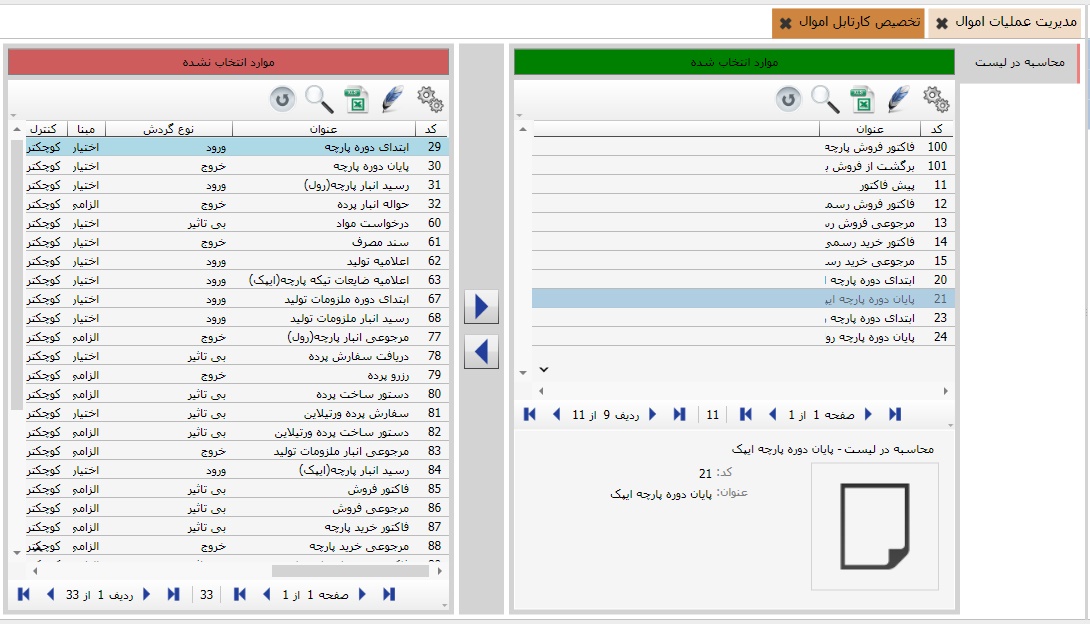 مدیریت عملیات اموال ✖ تخصیص کارتابل اموال ✖
محاسبه در لیست
موارد انتخاب شده
کد عنوان
100 فاکتور فروش پارچه
101 برگشت از فروش پ
11 پیش فاکتور
12 فاکتور فروش رسم
13 مرجوعی فروش رس
14 فاکتور خرید رسمی
15 مرجوعی خرید رسم
20 ابتدای دوره پارچه ا
21 پایان دوره پارچه ایپ
23 ابتدای دوره پارچه ر
24 پایان دوره پارچه رو
صفحه 1 از 1 11 ردیف 9 از 11
محاسبه در لیست - پایان دوره پارچه ایپک
کد: 21
عنوان: پایان دوره پارچه ایپک
موارد انتخاب نشده
کد عنوان نوع گردش مبنا کنترل
29 ابتدای دوره پارچه ورود اختیار کوچکتر
30 پایان دوره پارچه خروج اختیار کوچکتر
31 رسید انبار پارچه(رول) ورود اختیار کوچکتر
32 حواله انبار پرده خروج الزامی کوچکتر
60 درخواست مواد بی تاثیر اختیار کوچکتر
61 سند مصرف خروج اختیار کوچکتر
62 اعلامیه تولید ورود اختیار کوچکتر
63 اعلامیه ضایعات تیکه پارچه(ایپک) ورود اختیار کوچکتر
67 ابتدای دوره ملزومات تولید ورود اختیار کوچکتر
68 رسید انبار ملزومات تولید ورود اختیار کوچکتر
77 مرجوعی انبار پارچه(رول) خروج الزامی کوچکتر
78 دریافت سفارش پرده بی تاثیر اختیار کوچکتر
79 رزرو پرده خروج الزامی کوچکتر
80 دستور ساخت پرده بی تاثیر الزامی کوچکتر
81 سفارش پرده ورتیلاین بی تاثیر اختیار کوچکتر
82 دستور ساخت پرده ورتیلاین بی تاثیر الزامی کوچکتر
83 مرجوعی انبار ملزومات تولید خروج الزامی کوچکتر
84 رسید انبار پارچه(ایپک) ورود اختیار کوچکتر
85 فاکتور فروش بی تاثیر الزامی کوچکتر
86 مرجوعی فروش بی تاثیر الزامی کوچکتر
87 فاکتور خرید پارچه بی تاثیر الزامی کوچکتر
88 مرجوعی خرید پارچه خروج الزامی کوچکتر
صفحه 1 از 1 33 ردیف 1 از 33